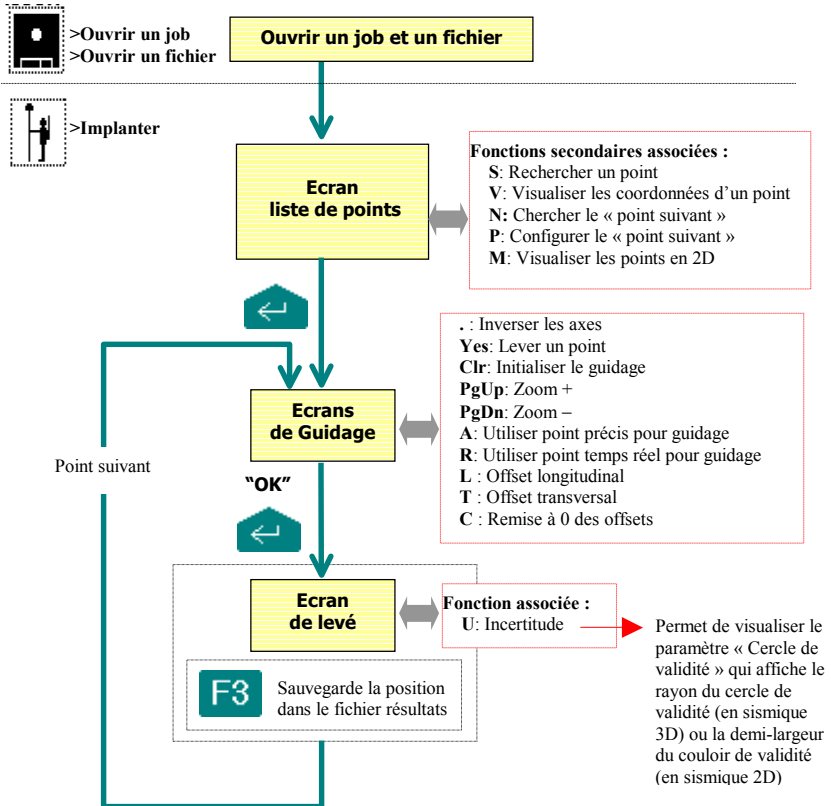 >Ouvrir un job
>Ouvrir un fichier
Ouvrir un job et un fichier
>Implanter
Ecran
liste de points
Fonctions secondaires associées :
S: Rechercher un point
V: Visualiser les coordonnées d’un point
N: Chercher le « point suivant »
P: Configurer le « point suivant »
M: Visualiser les points en 2D
. : Inverser les axes
Yes: Lever un point
Clr: Initialiser le guidage
PgUp: Zoom +
PgDn: Zoom –
A: Utiliser point précis pour guidage
R: Utiliser point temps réel pour guidage
L : Offset longitudinal
T : Offset transversal
C : Remise à 0 des offsets
Ecrans
de Guidage
Point suivant
“OK”
Ecran
de levé
Fonction associée :
U: Incertitude
Permet de visualiser le
paramètre « Cercle de
validité » qui affiche le
rayon du cercle de
validité (en sismique
3D) ou la demi-largeur
du couloir de validité
(en sismique 2D)
F3
Sauvegarde la position
dans le fichier résultats